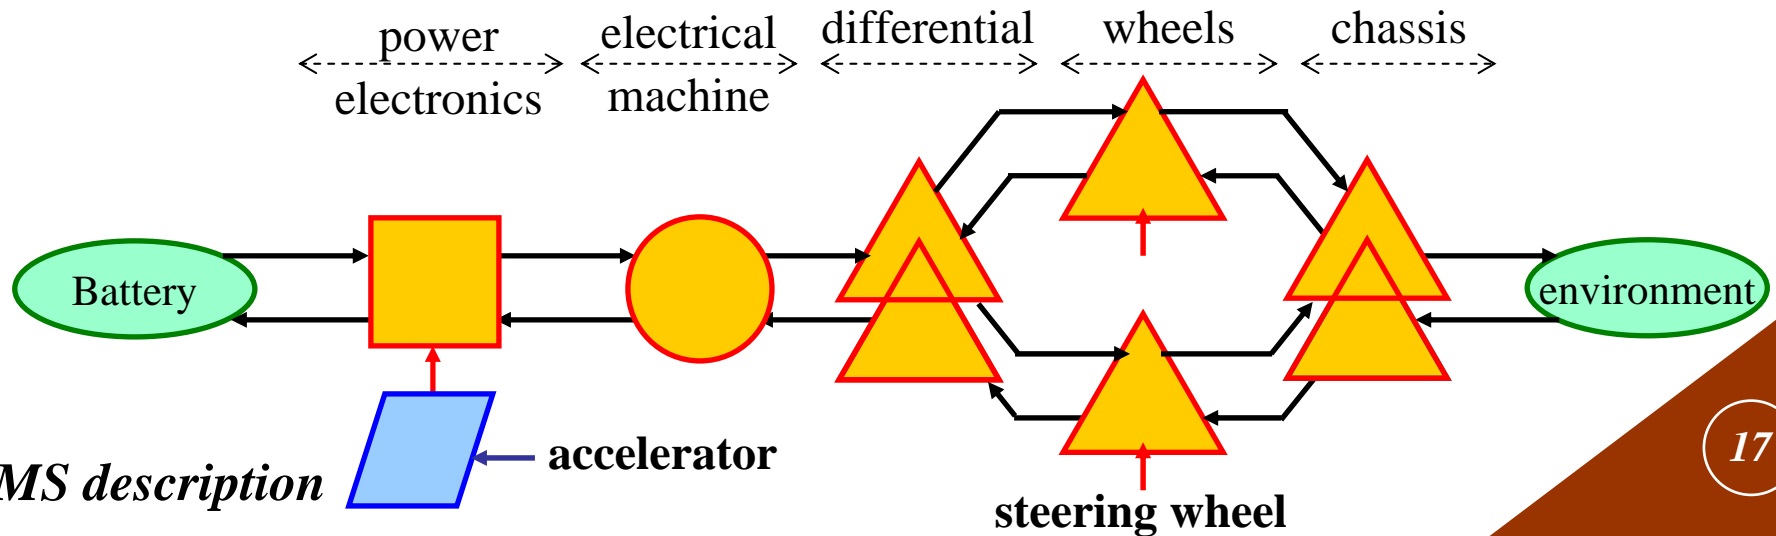 power
electronics
electrical
machine
differential
wheels
chassis
Battery
environment
accelerator
MS description
steering wheel
17